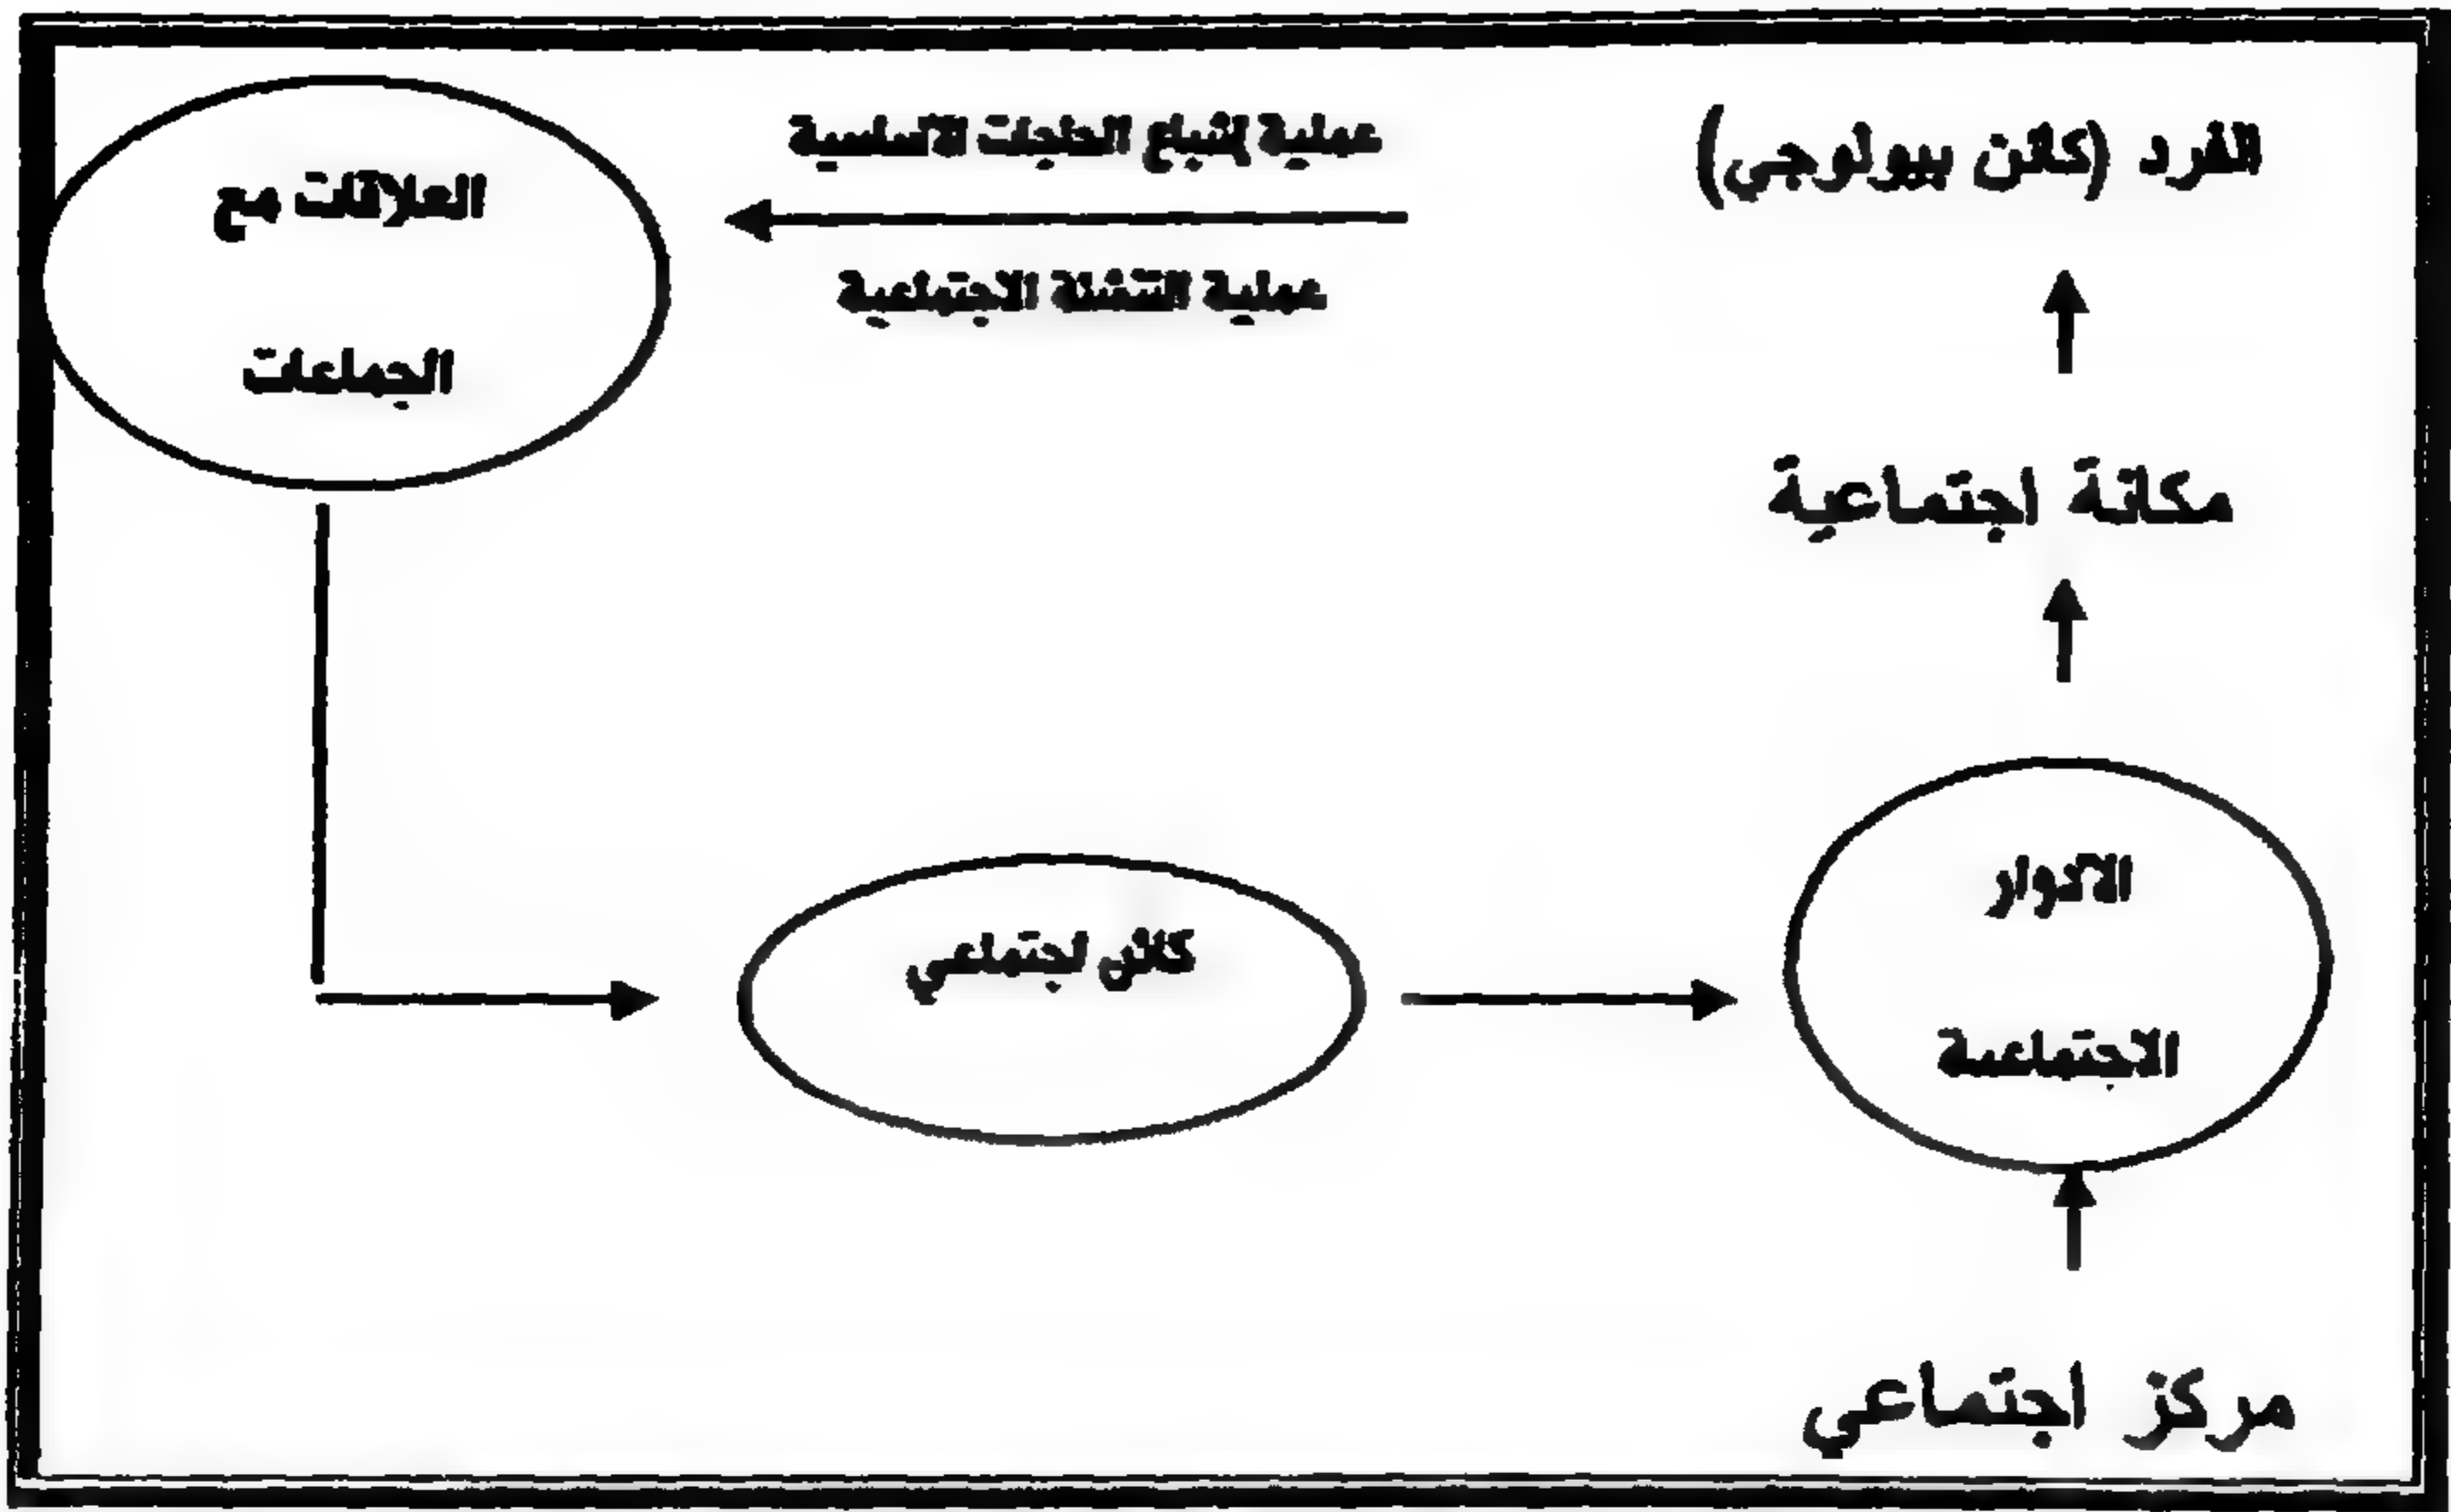 الفرد (كائن بيولوجي)
عملية إشباع الحاجات الأساسية
عملية التنشئة الاجتماعية
العلاقات مع
الجماعات
مكانة اجتماعية
الأدوار
الاجتماعية
كائن اجتماعي
مركز اجتماعي